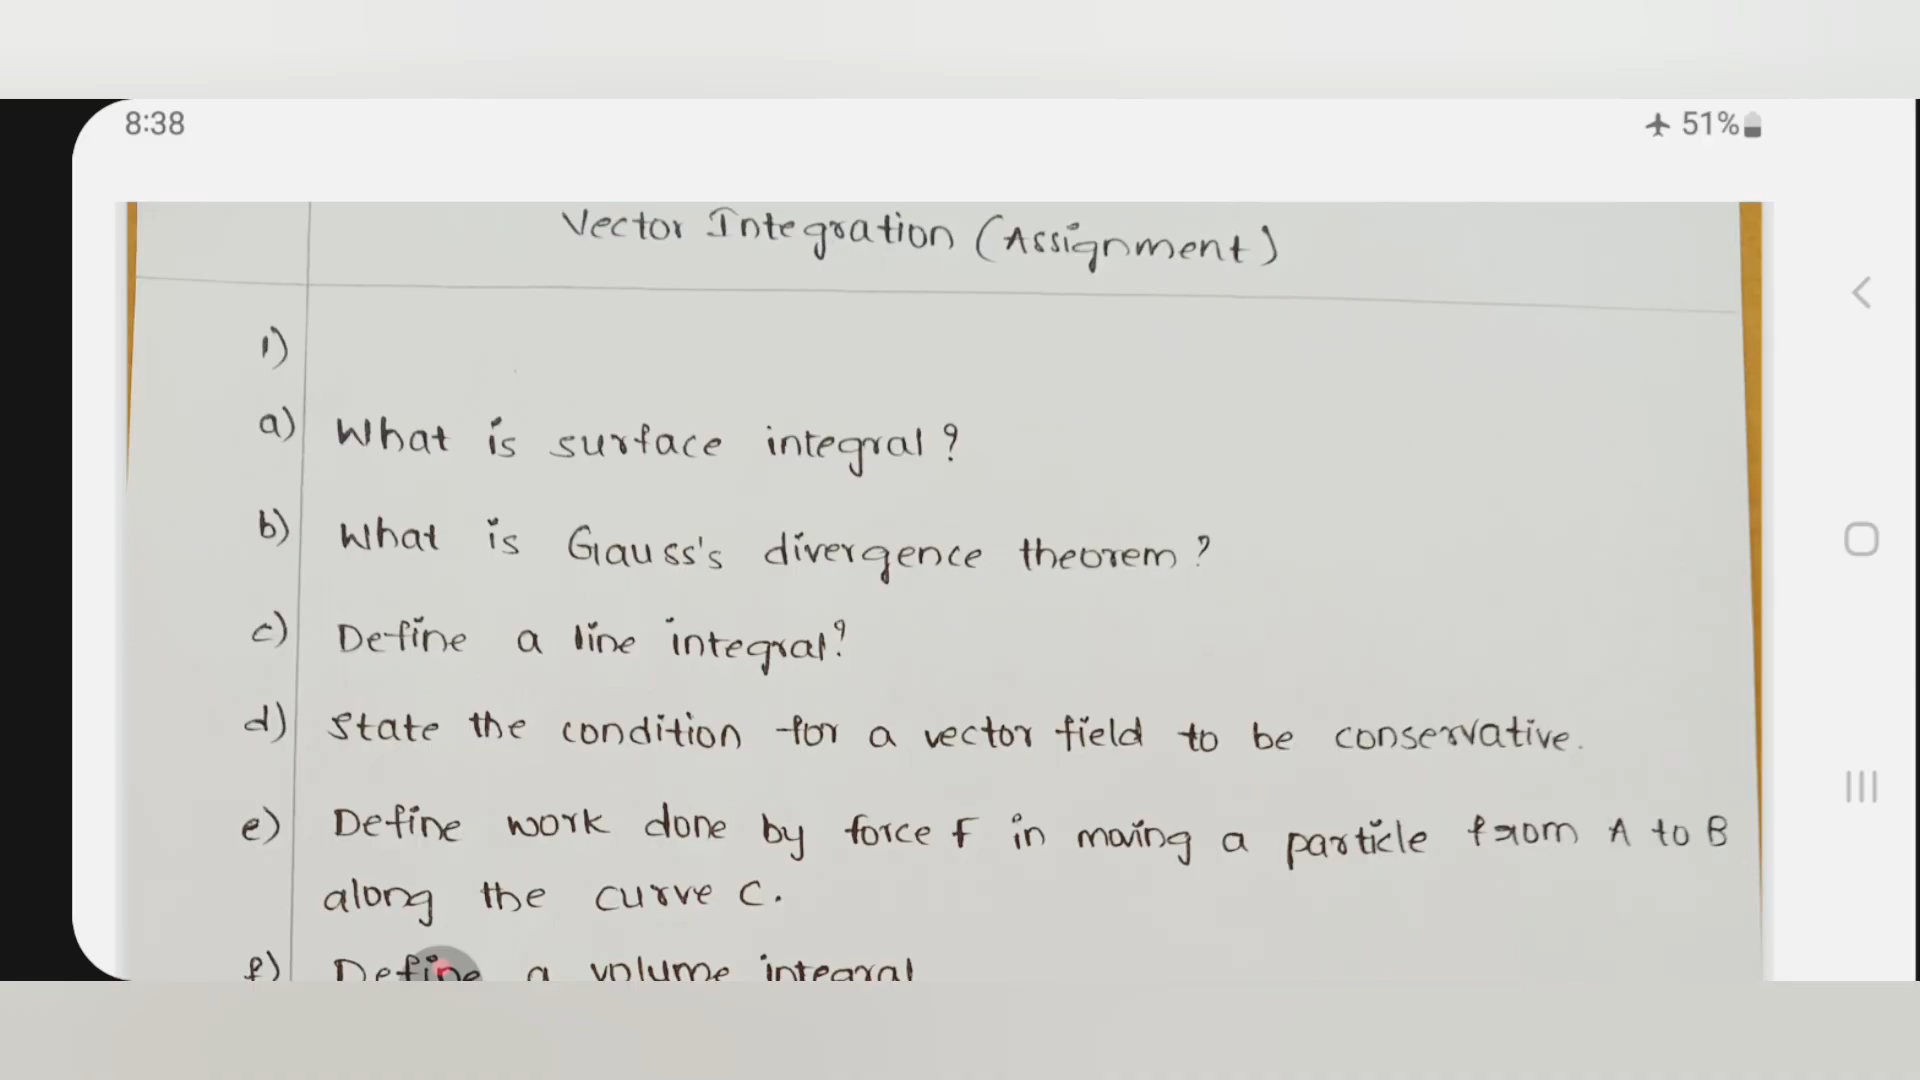 8:38
51%
Vector Integration (Assignment)
1)
a) What is surface integral?
b) What is Gauss's divergence theorem?
c) Define a line integral?
d) State the condition for a vector field to be conservative.
e) Define work done by force F in moving a particle from A to B
along the curve C.
f) Define a volume integral